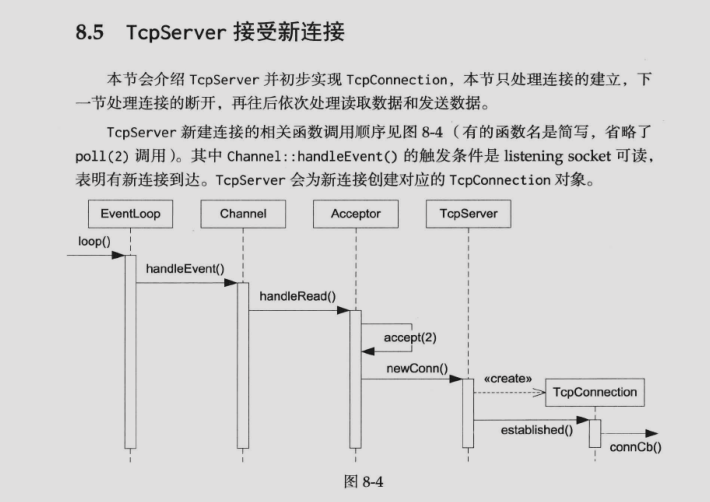 8.5 TcpServer 接受新连接
本节会介绍 TcpServer 并初步实现 TcpConnection，本节只处理连接的建立，下
一节处理连接的断开，再往后依次处理读取数据和发送数据。
TcpServer 新建连接的相关函数调用顺序见图 8-4（有的函数名是简写，省略了
poll(2) 调用）。其中 Channel::handleEvent() 的触发条件是 listening socket 可读，
表明有新连接到达。TcpServer 会为新连接创建对应的 TcpConnection 对象。
EventLoop Channel Acceptor TcpServer
loop()
handleEvent()
handleRead()
accept(2)
newConn()
«create»
TcpConnection
established()
connCb()
图 8-4